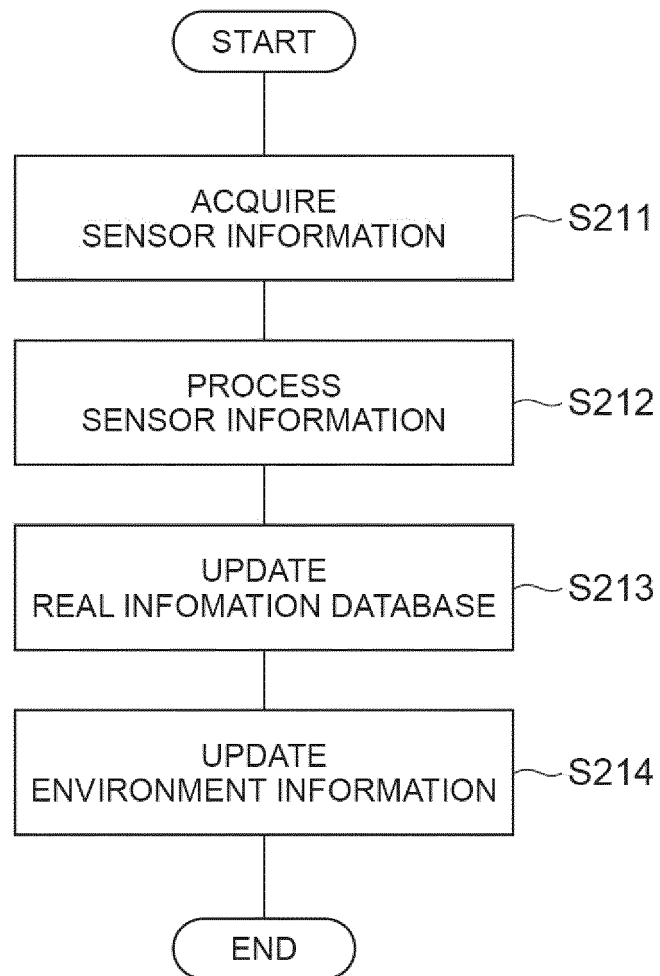 START
ACQUIRE
SENSOR INFORMATION
S211
PROCESS
SENSOR INFORMATION
S212
UPDATE
REAL INFOMATION DATABASE
S213
UPDATE
ENVIRONMENT INFORMATION
S214
END